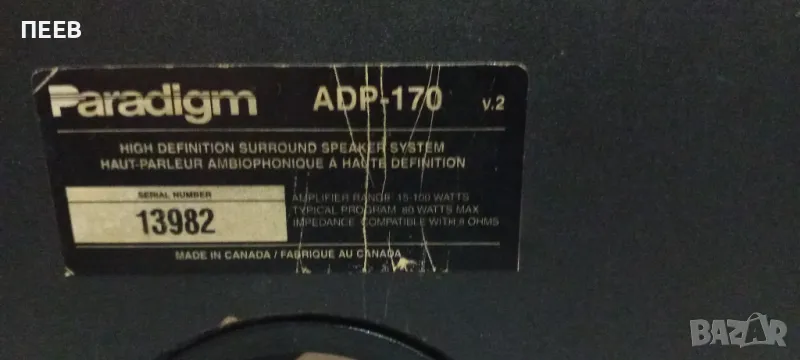 ПЕЕВ
Paradigm ADP-170 v.2
HIGH DEFINITION SURROUND SPEAKER SYSTEM
HAUT-PARLEUR AMBIOPHONIQUE À HAUTE DÉFINITION
SERIAL NUMBER
13982
AMPLIFIER RANGE 15-100 WATTS
TYPICAL PROGRAM 80 WATTS MAX
IMPEDANCE COMPATIBLE WITH 8 OHMS
MADE IN CANADA / FABRIQUE AU CANADA
BAZAR